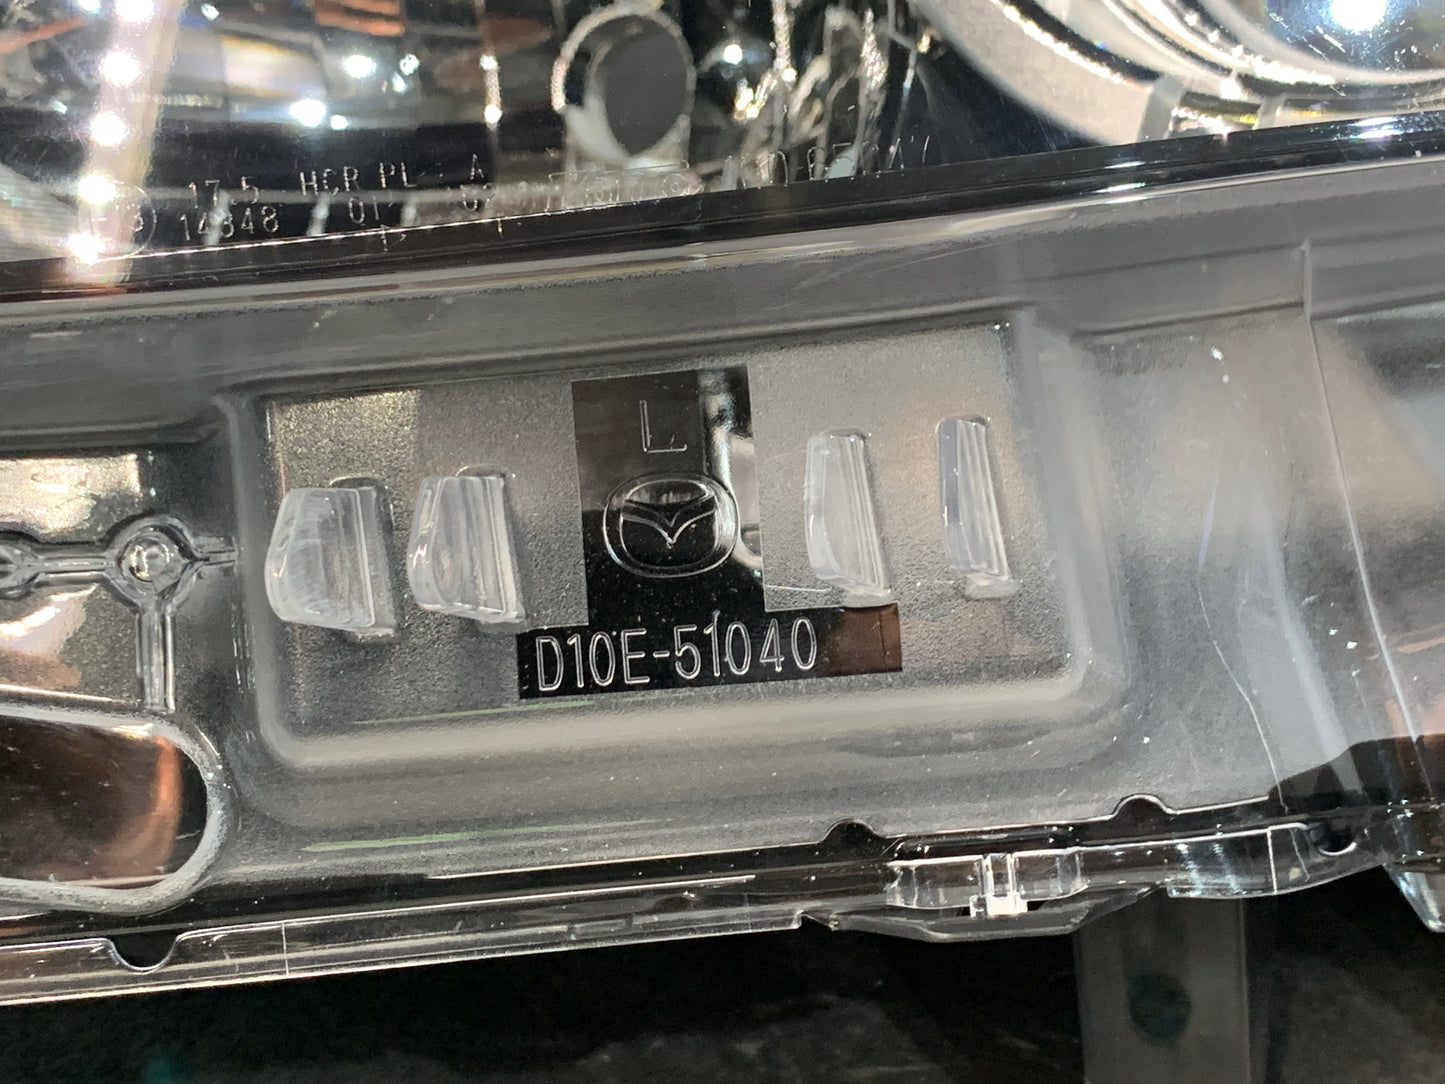 17.5 HCR PL - A
14848 01
L
D10E-51040